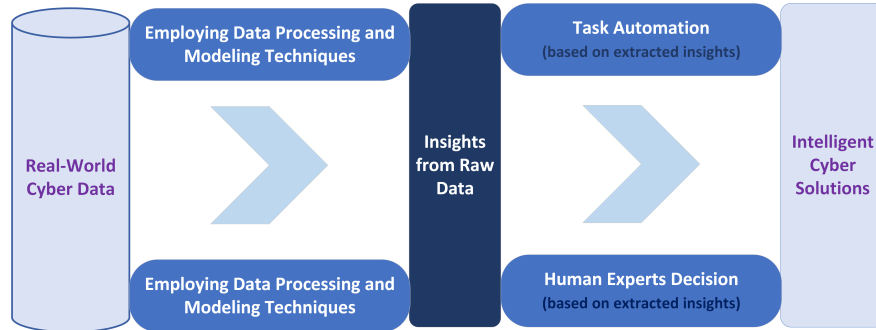 Employing Data Processing and
Modeling Techniques
Task Automation
(based on extracted insights)
Real-World
Cyber Data
Insights
from Raw
Data
Intelligent
Cyber
Solutions
Employing Data Processing and
Modeling Techniques
Human Experts Decision
(based on extracted insights)